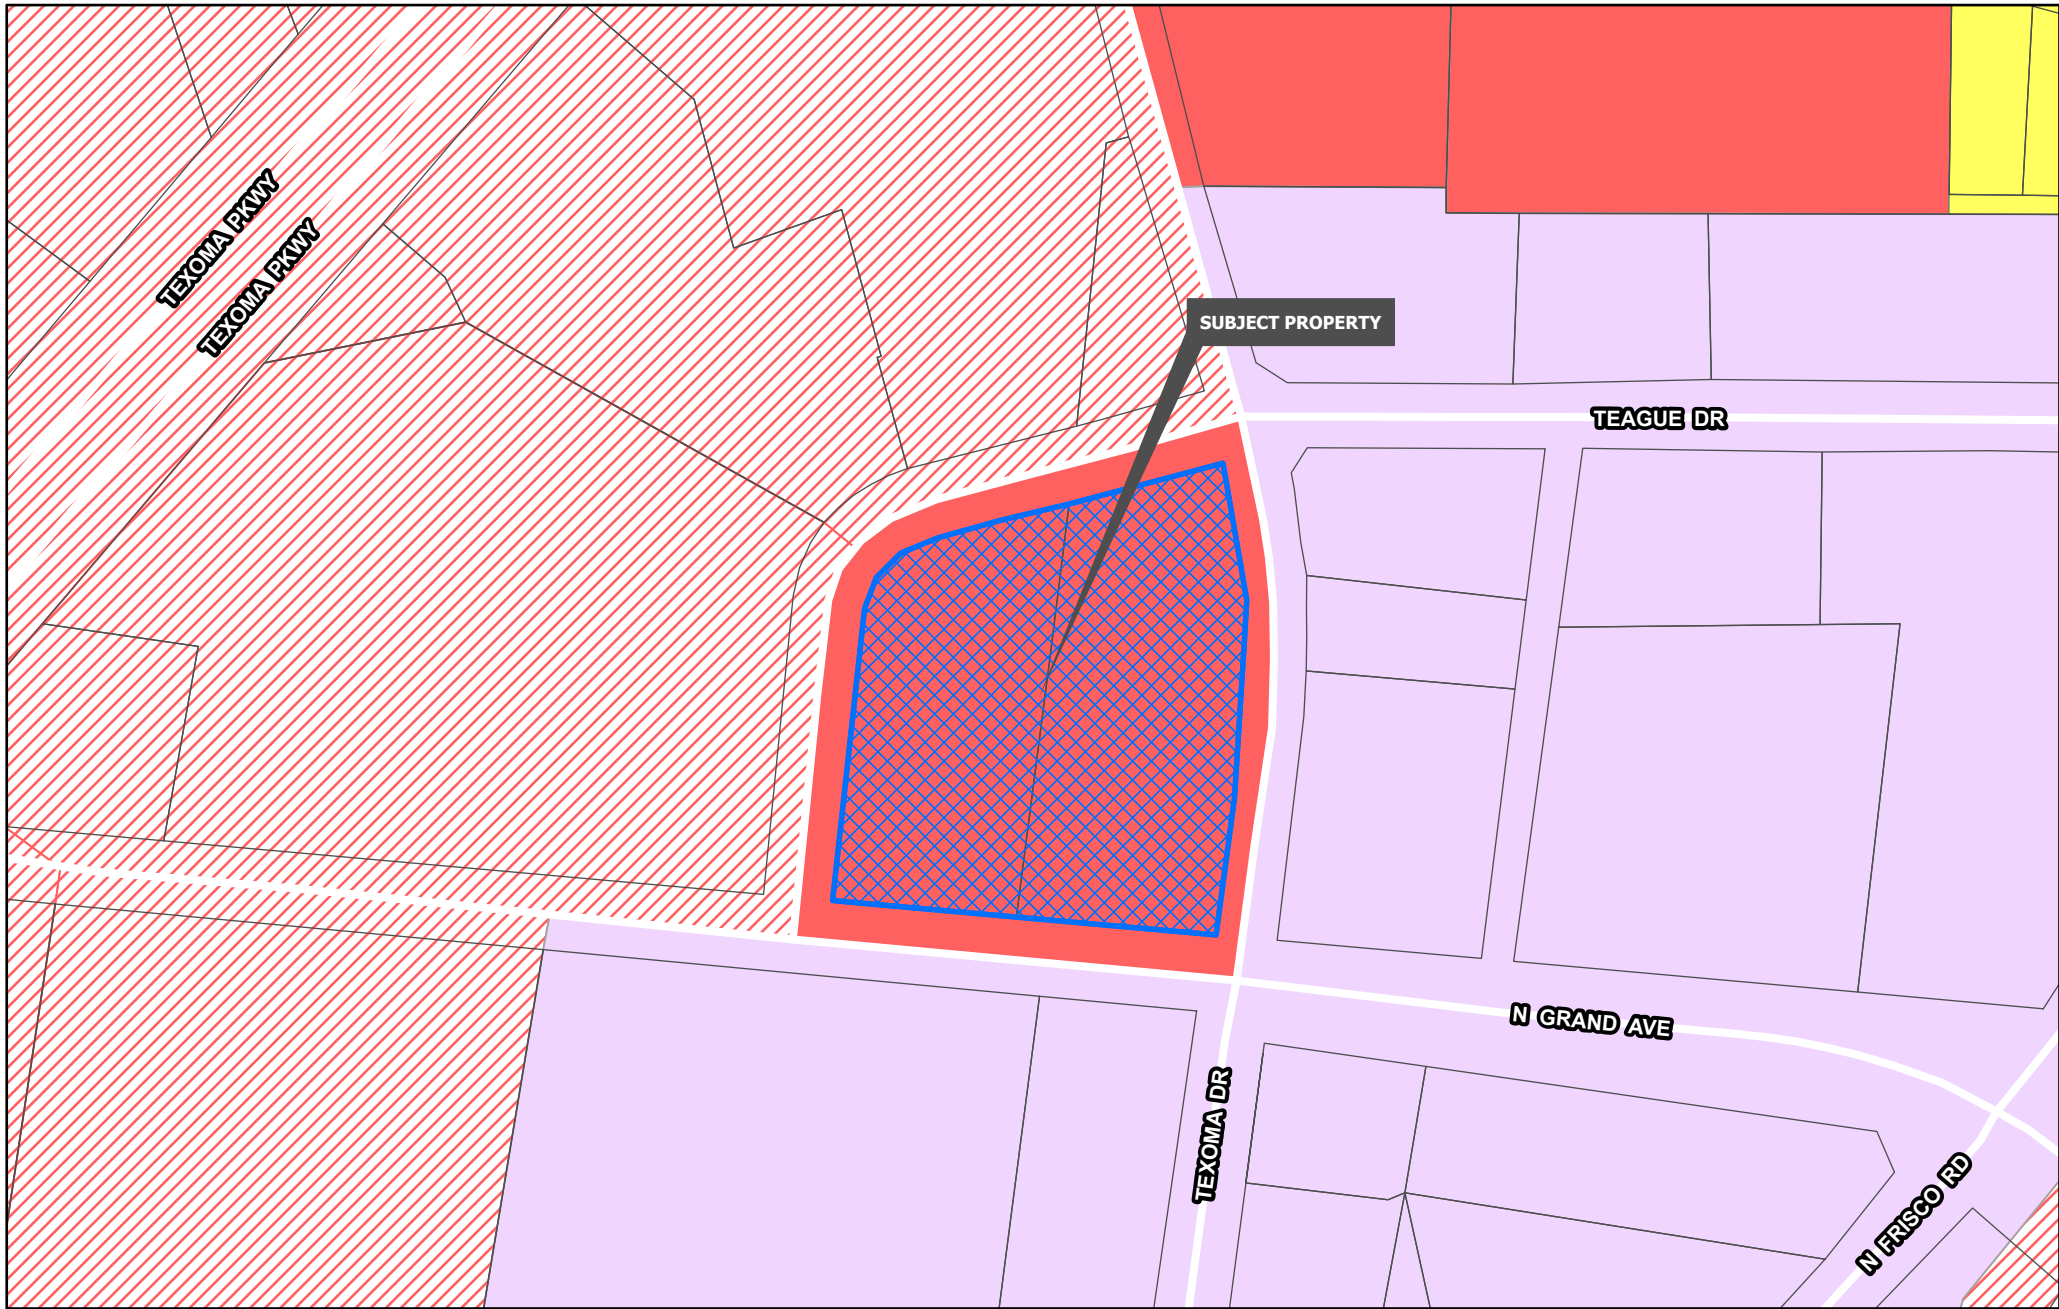 TEXOMA PKWY
TEXOMA PKWY
SUBJECT PROPERTY
TEAGUE DR
N GRAND AVE
TEXOMA DR
N FRISCO RD